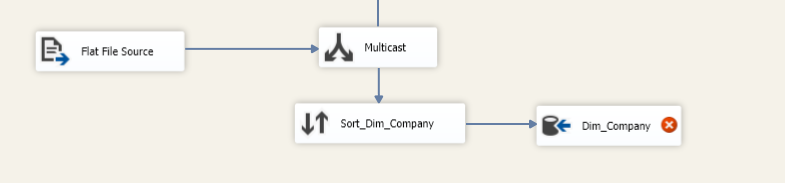 Flat File Source
Multicast
Sort_Dim_Company
Dim_Company